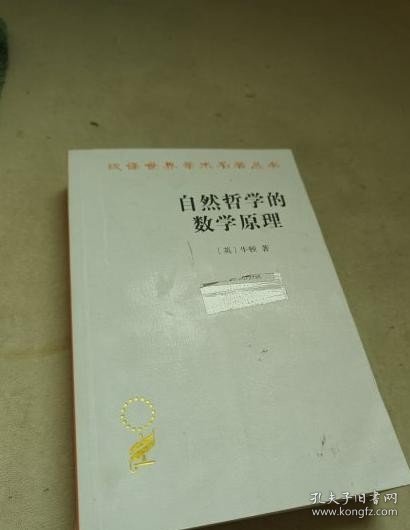 汉译世界学术名著丛书
自然哲学的
数学原理
〔英〕牛顿 著
孔夫子旧书网
www.kongfz.com